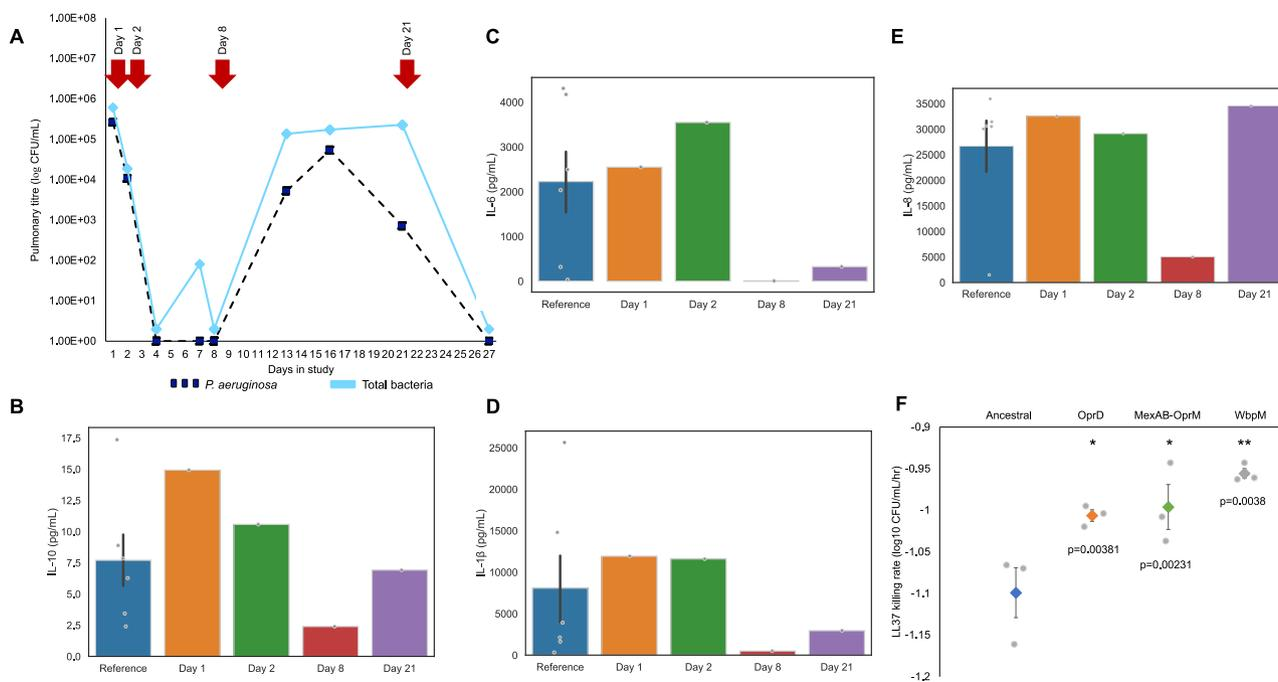 A
1.00E+08
1.00E+07
1.00E+06
1.00E+05
1.00E+04
1.00E+03
1.00E+02
1.00E+01
1.00E+00
Pulmonary titre (log CFU/mL)
Day 1
Day 2
Day 8
Day 21
1 2 3 4 5 6 7 8 9 10 11 12 13 14 15 16 17 18 19 20 21 22 23 24 25 26 27
Days in study
P. aeruginosa
Total bacteria
C
4000
3000
2000
1000
0
IL-6 (pg/mL)
Reference Day 1 Day 2 Day 8 Day 21
E
35000
30000
25000
20000
15000
10000
5000
0
IL-8 (pg/mL)
Reference Day 1 Day 2 Day 8 Day 21
B
17,5
15,0
12,5
10,0
7,5
5,0
2,5
0,0
IL-10 (pg/mL)
Reference Day 1 Day 2 Day 8 Day 21
D
25000
20000
15000
10000
5000
0
IL-1β (pg/mL)
Reference Day 1 Day 2 Day 8 Day 21
F
Ancestral OprD MexAB-OprM WbpM
-0,9
-0,95
-1
-1,05
-1,1
-1,15
-1,2
LL37 killing rate (log10 CFU/mL/hr)
* * **
p=0.00381
p=0.00231
p=0.0038